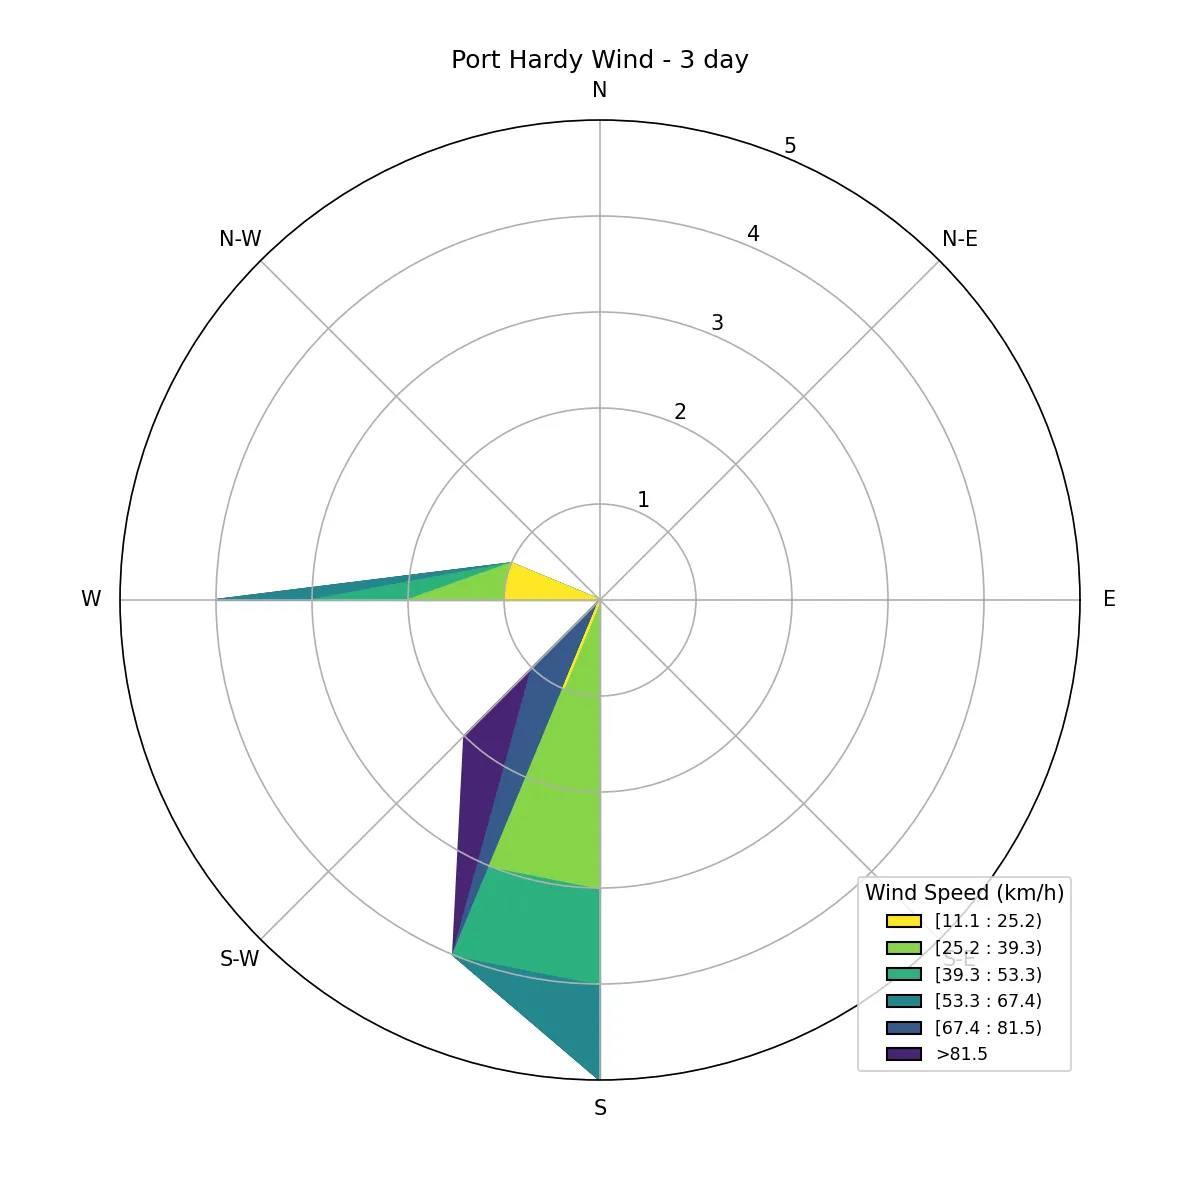 Port Hardy Wind - 3 day
N
5
N-W
4
N-E
3
2
1
W
E
Wind Speed (km/h)
[11.1 : 25.2)
[25.2 : 39.3)
S-W
S-E
[39.3 : 53.3)
[53.3 : 67.4)
[67.4 : 81.5)
>81.5
S